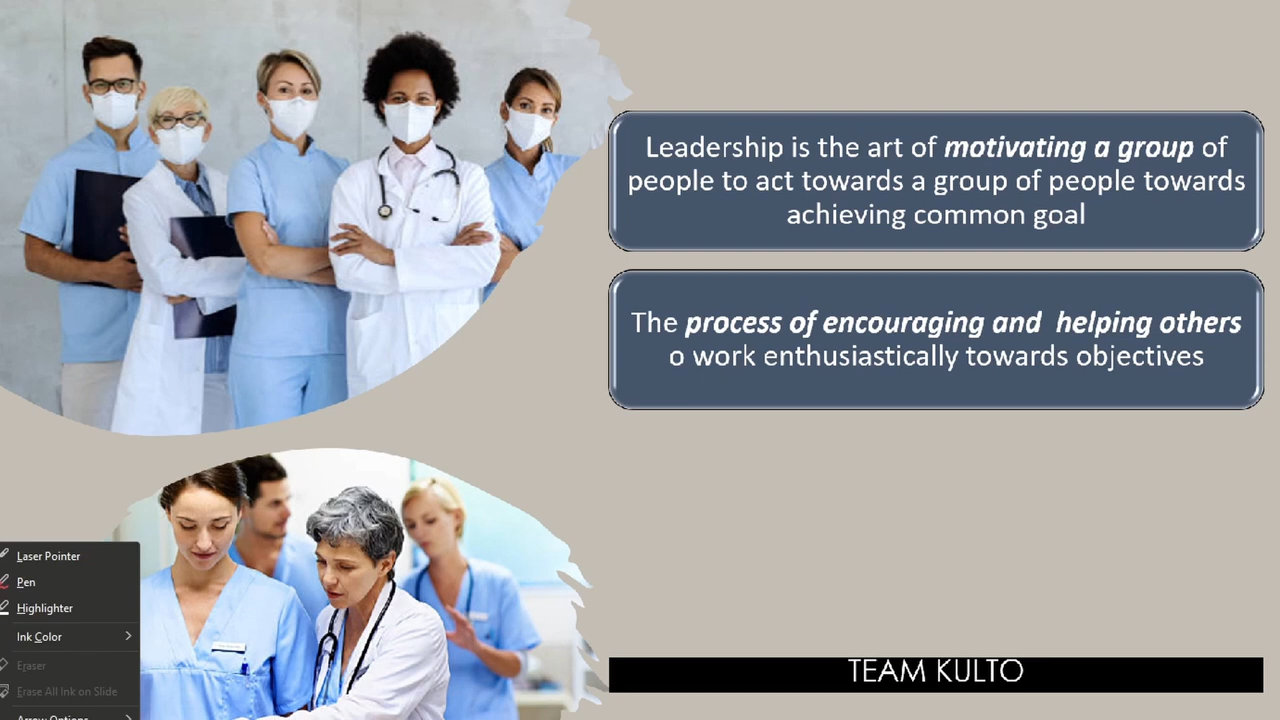 Leadership is the art of motivating a group of
people to act towards a group of people towards
achieving common goal
The process of encouraging and helping others
o work enthusiastically towards objectives
Laser Pointer
Pen
Highlighter
Ink Color
Eraser
Erase All Ink on Slide
Arrow Options
TEAM KULTO